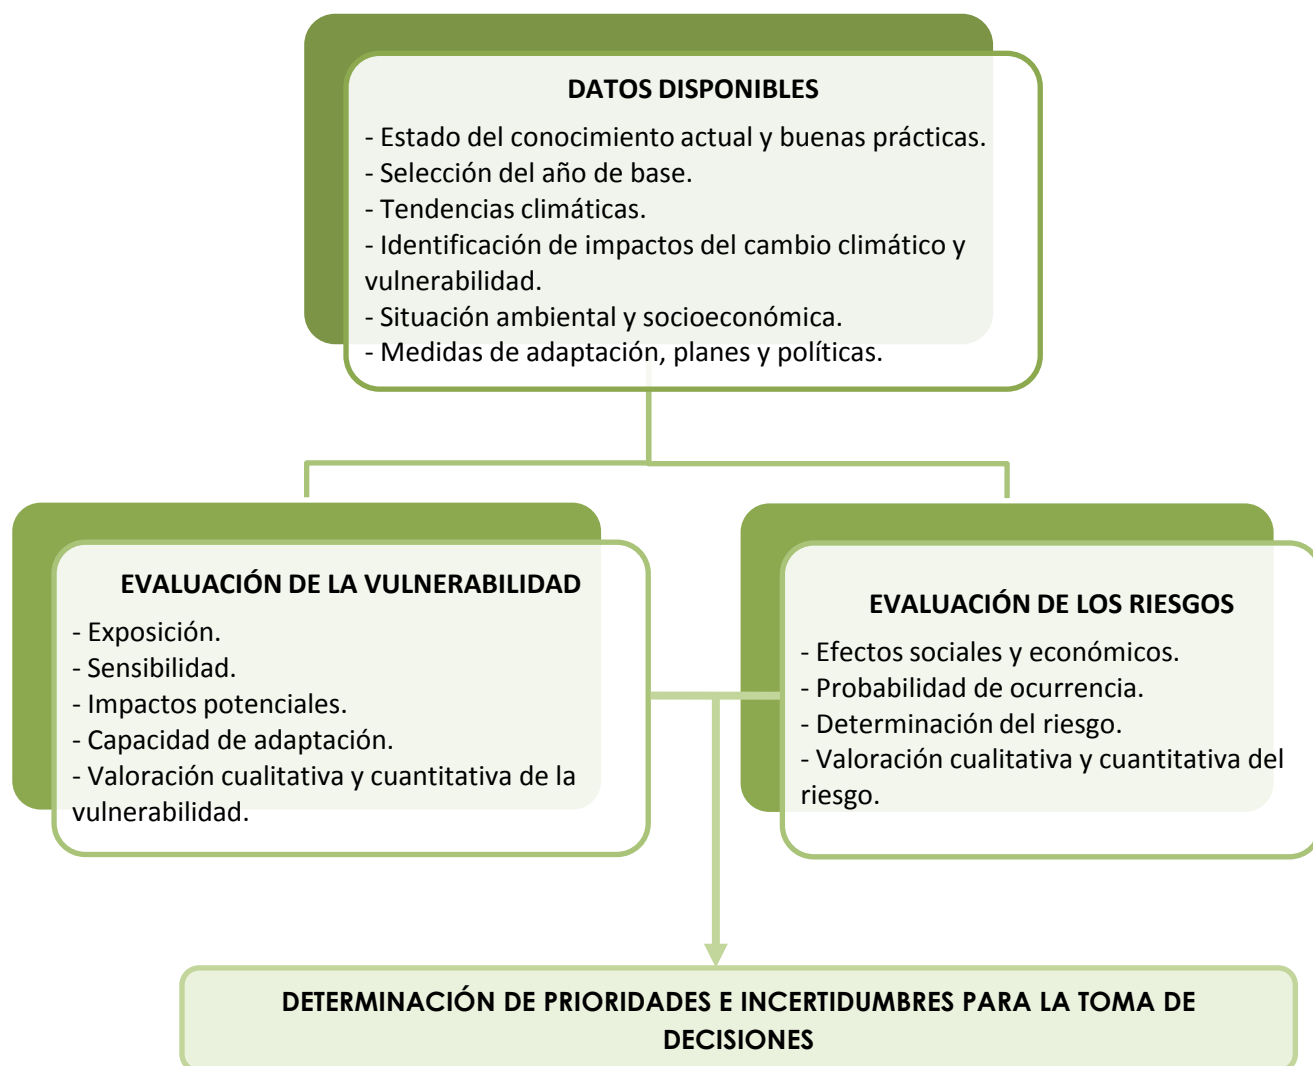 DATOS DISPONIBLES
- Estado del conocimiento actual y buenas prácticas.
- Selección del año de base.
- Tendencias climáticas.
- Identificación de impactos del cambio climático y
vulnerabilidad.
- Situación ambiental y socioeconómica.
- Medidas de adaptación, planes y políticas.
EVALUACIÓN DE LA VULNERABILIDAD
- Exposición.
- Sensibilidad.
- Impactos potenciales.
- Capacidad de adaptación.
- Valoración cualitativa y cuantitativa de la
vulnerabilidad.
EVALUACIÓN DE LOS RIESGOS
- Efectos sociales y económicos.
- Probabilidad de ocurrencia.
- Determinación del riesgo.
- Valoración cualitativa y cuantitativa del
riesgo.
DETERMINACIÓN DE PRIORIDADES E INCERTIDUMBRES PARA LA TOMA DE
DECISIONES